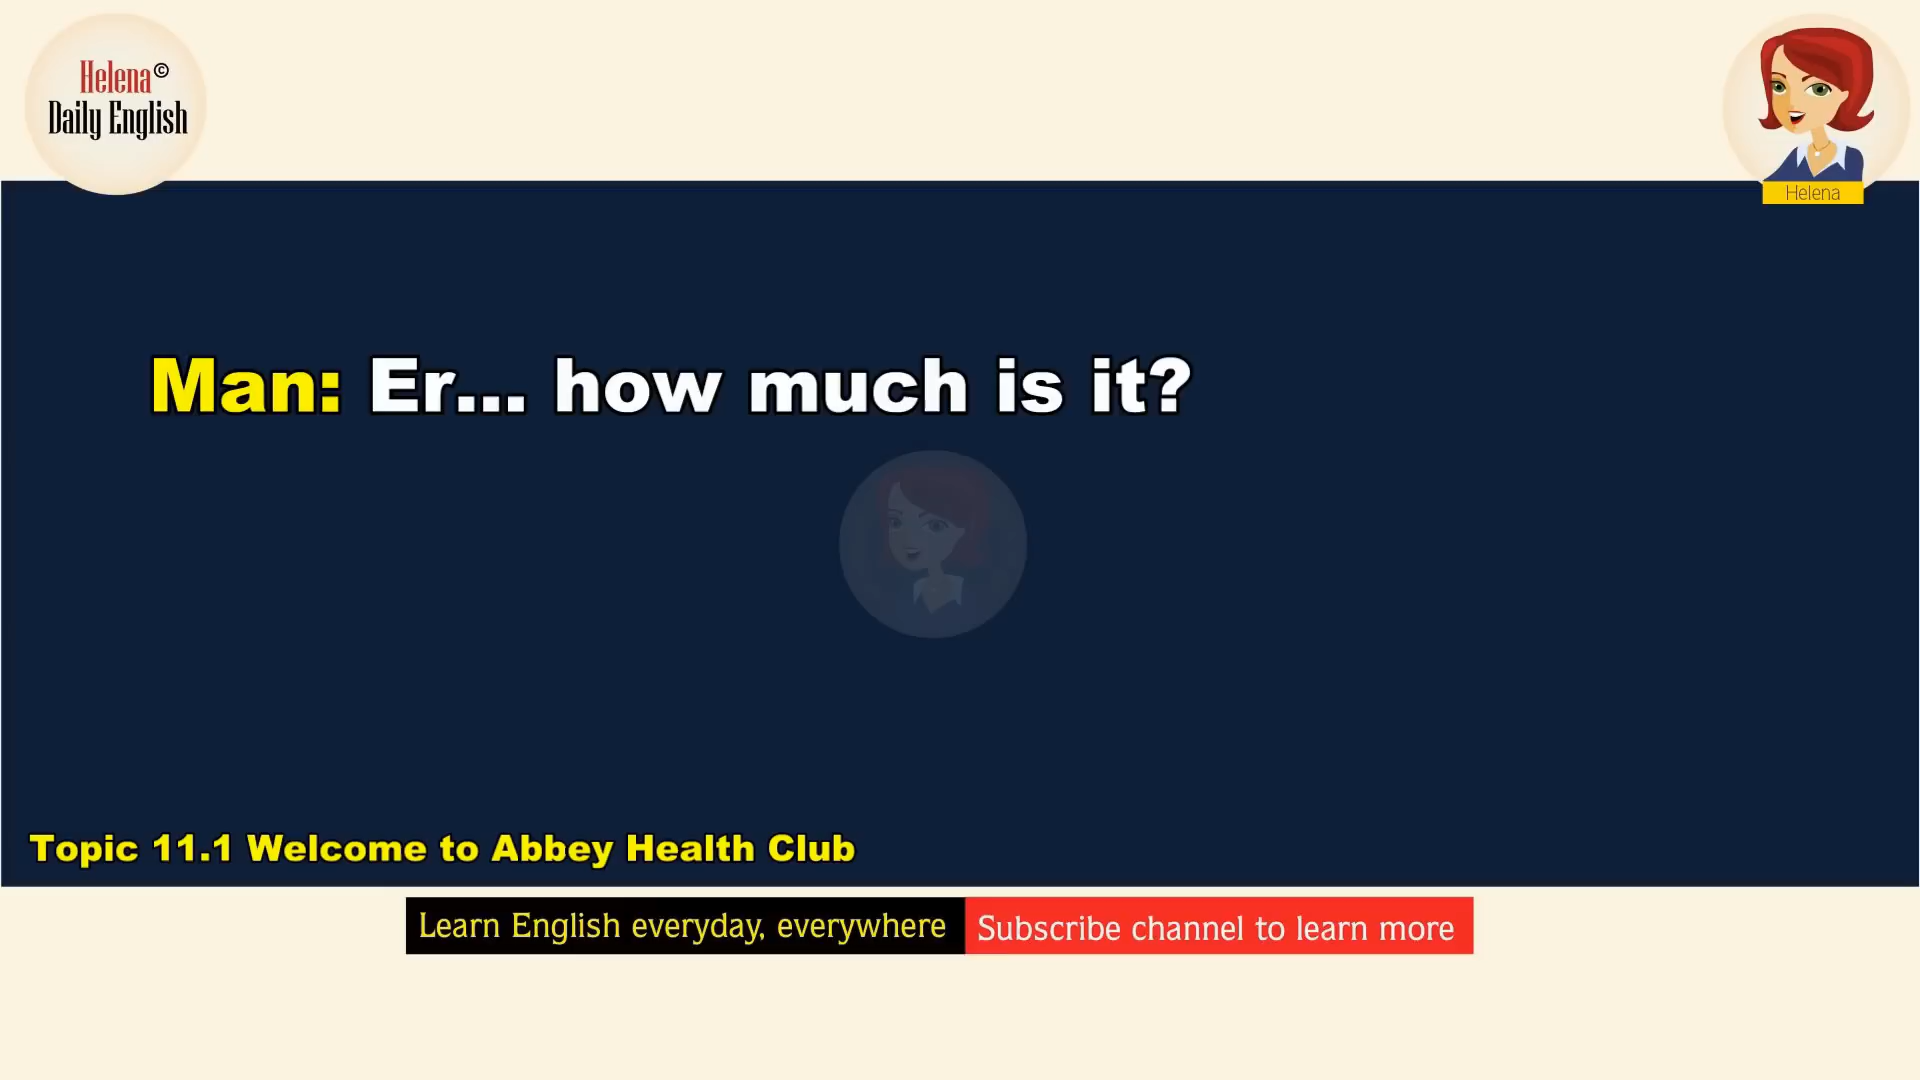 Helena©
Daily English
Helena
Man: Er... how much is it?
Topic 11.1 Welcome to Abbey Health Club
Learn English everyday, everywhere
Subscribe channel to learn more